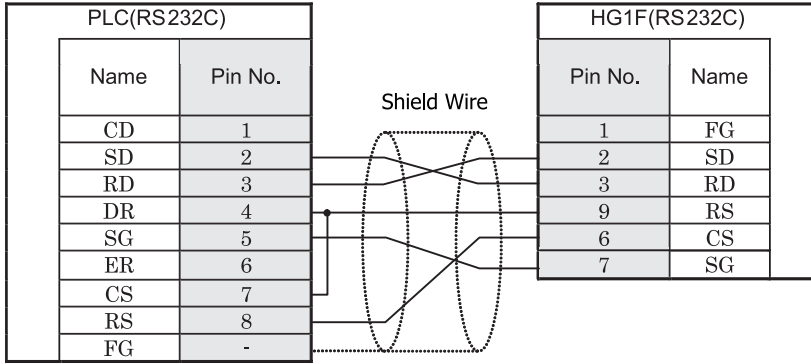 PLC(RS232C)
Name Pin No.
CD 1
SD 2
RD 3
DR 4
SG 5
ER 6
CS 7
RS 8
FG -
Shield Wire
HG1F(RS232C)
Pin No. Name
1 FG
2 SD
3 RD
9 RS
6 CS
7 SG